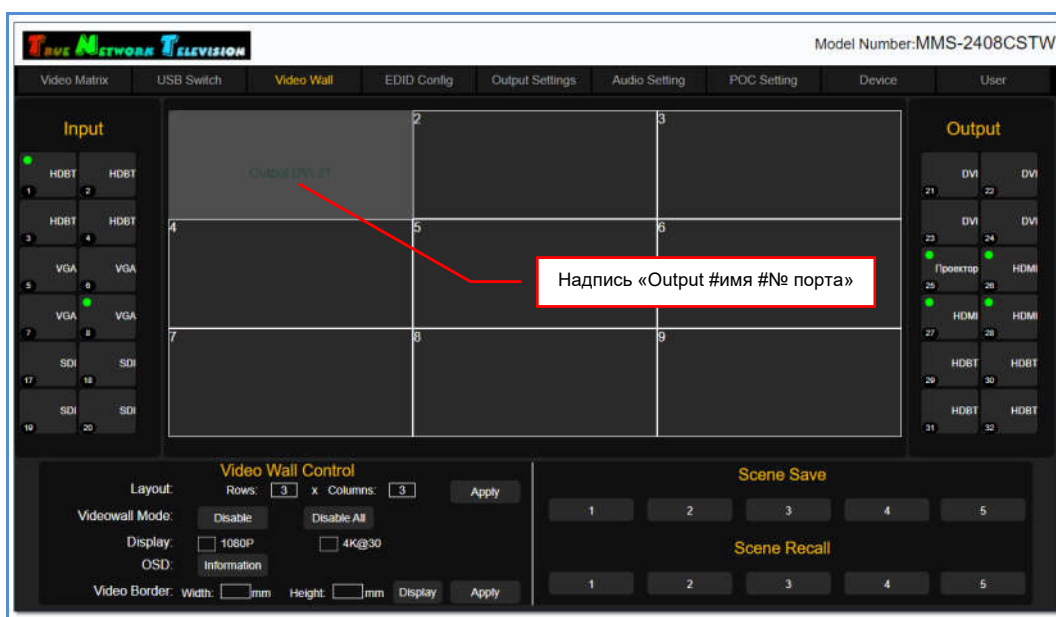 True Network Television
Model Number:MMS-2408CSTW
Video Matrix USB Switch Video Wall EDID Config Output Settings Audio Setting POC Setting Device User
Input
HDBT HDBT
1 2
HDBT HDBT
3 4
VGA VGA
5 6
VGA VGA
7 8
SDI SDI
17 18
SDI SDI
19 20
Output DVI 21
2 3
4 5 6
7 8 9
Надпись «Output #имя #№ порта»
Output
DVI DVI
21 22
DVI DVI
23 24
Проектор HDMI
25 26
HDMI HDMI
27 28
HDBT HDBT
29 30
HDBT HDBT
31 32
Video Wall Control
Layout: Rows: 3 x Columns: 3 Apply
Videowall Mode: Disable Disable All
Display: 1080P 4K@30
OSD: Information
Video Border: Width: mm Height: mm Display Apply
Scene Save
1 2 3 4 5
Scene Recall
1 2 3 4 5